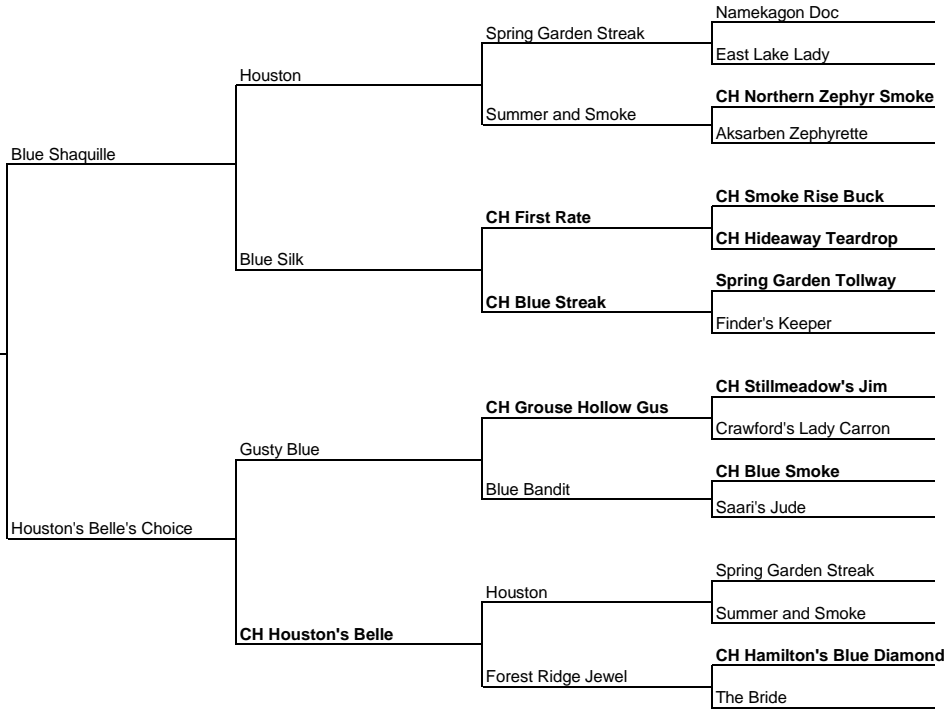 Namekagon Doc
Spring Garden Streak
East Lake Lady
Houston
CH Northern Zephyr Smoke
Summer and Smoke
Aksarben Zephyrette
Blue Shaquille
CH Smoke Rise Buck
CH First Rate
CH Hideaway Teardrop
Blue Silk
Spring Garden Tollway
CH Blue Streak
Finder's Keeper
CH Stillmeadow's Jim
CH Grouse Hollow Gus
Crawford's Lady Carron
Gusty Blue
CH Blue Smoke
Blue Bandit
Saari's Jude
Houston's Belle's Choice
Spring Garden Streak
Houston
Summer and Smoke
CH Houston's Belle
CH Hamilton's Blue Diamond
Forest Ridge Jewel
The Bride